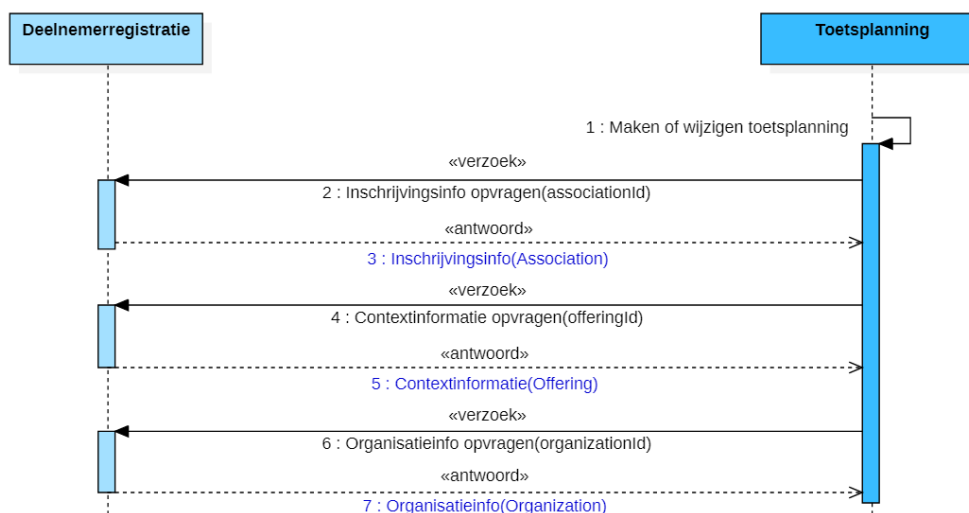 Deelnemerregistratie
Toetsplanning
1 : Maken of wijzigen toetsplanning
«verzoek»
2 : Inschrijvingsinfo opvragen(associationId)
«antwoord»
3 : Inschrijvingsinfo(Association)
«verzoek»
4 : Contextinformatie opvragen(offeringId)
«antwoord»
5 : Contextinformatie(Offering)
«verzoek»
6 : Organisatieinfo opvragen(organizationId)
«antwoord»
7 : Organisatieinfo(Organization)